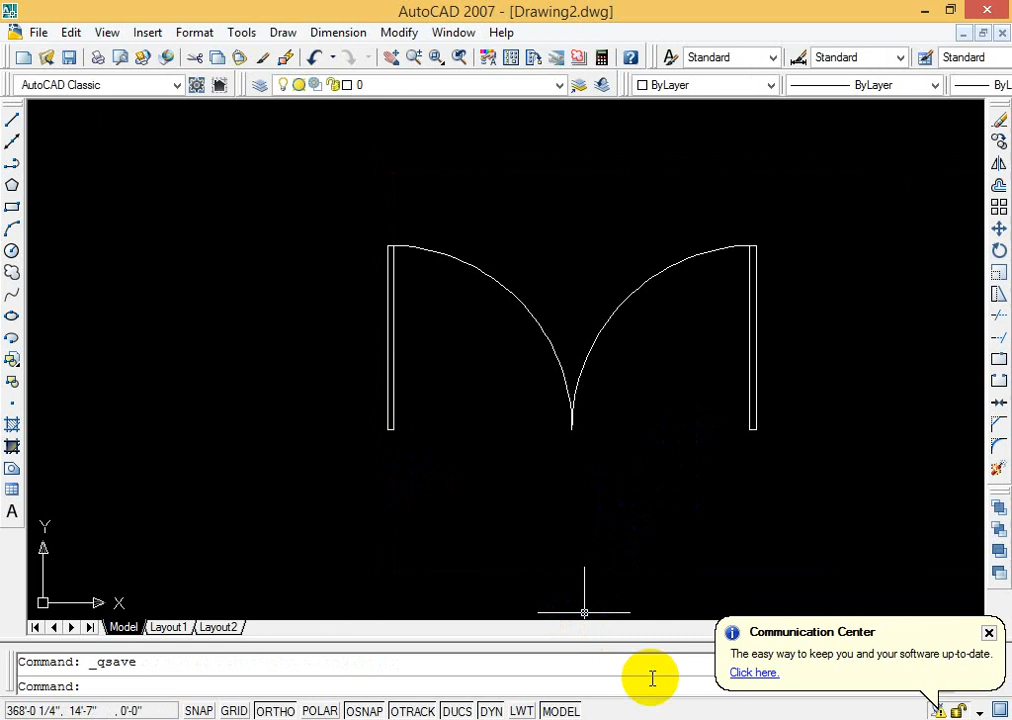 AutoCAD 2007 - [Drawing2.dwg]
File Edit View Insert Format Tools Draw Dimension Modify Window Help
Standard Standard Standard
AutoCAD Classic 0 ByLayer ByLayer ByL
Y
X
Model Layout1 Layout2
Communication Center
The easy way to keep you and your software up-to-date.
Click here.
Command: _qsave
Command:
368'-0 1/4", 14'-7" , 0'-0" SNAP GRID ORTHO POLAR OSNAP OTRACK DUCS DYN LWT MODEL